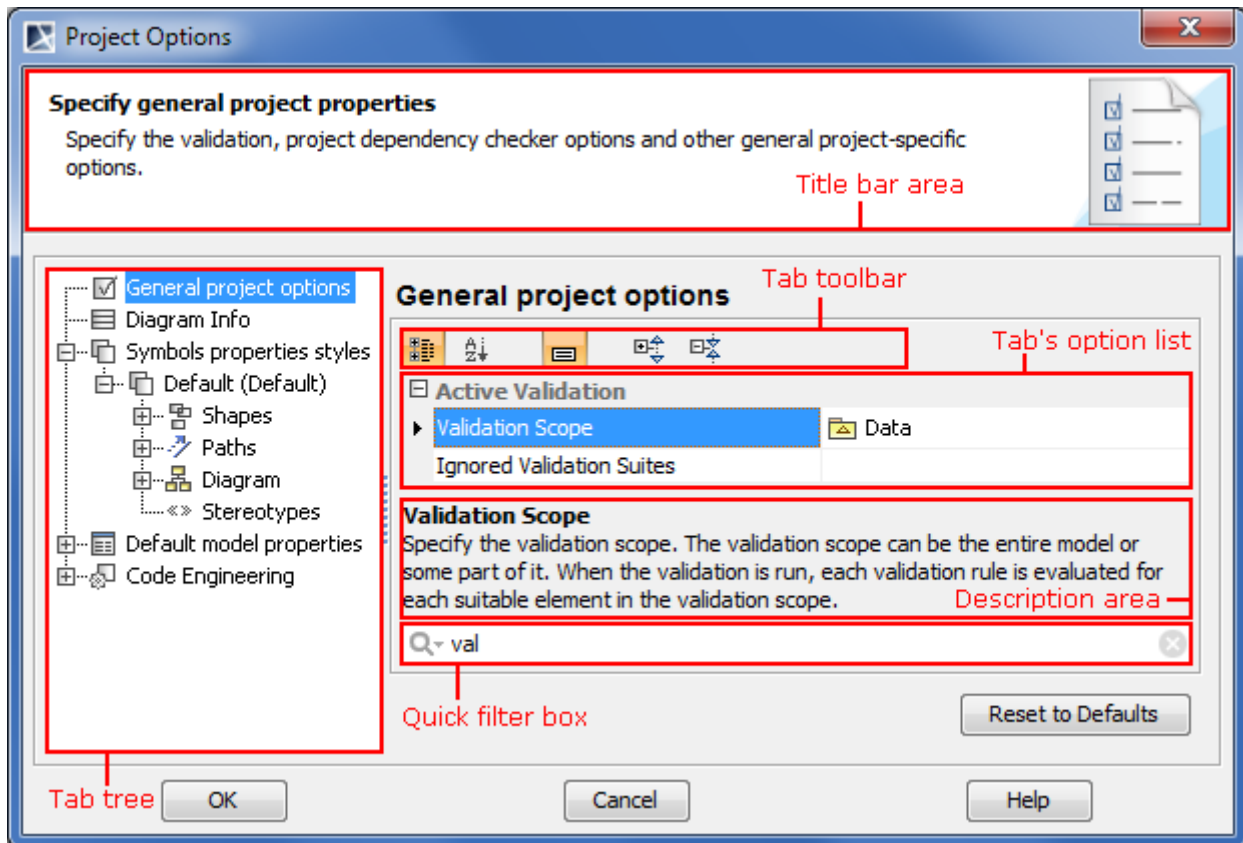 Project Options
Specify general project properties
Specify the validation, project dependency checker options and other general project-specific
options.
Title bar area
General project options
Diagram Info
Symbols properties styles
Default (Default)
Shapes
Paths
Diagram
«» Stereotypes
Default model properties
Code Engineering
Tab tree
General project options
Tab toolbar
Tab's option list
Active Validation
Validation Scope Data
Ignored Validation Suites
Validation Scope
Specify the validation scope. The validation scope can be the entire model or
some part of it. When the validation is run, each validation rule is evaluated for
each suitable element in the validation scope.
Description area
val
Quick filter box
Reset to Defaults
OK
Cancel
Help